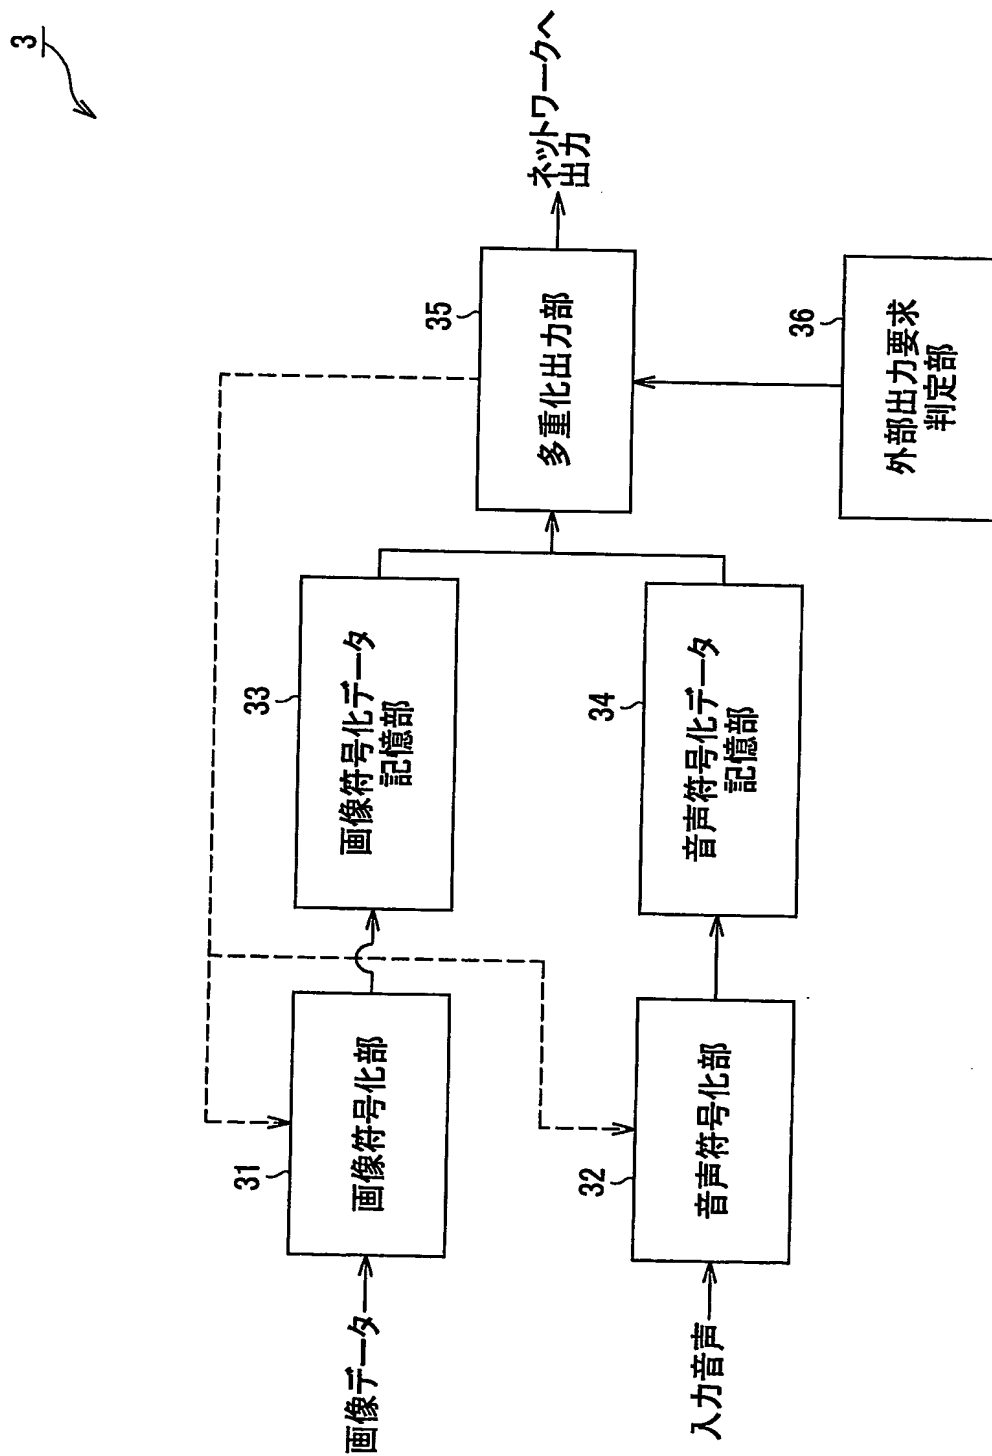 3
画像データ
31
画像符号化部
33
画像符号化データ
記憶部
35
多重化出力部
ネットワークへ
出力
入力音声
32
音声符号化部
34
音声符号化データ
記憶部
36
外部出力要求
判定部